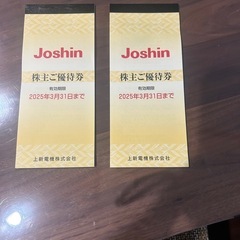 Joshin
株主ご優待券
有効期限
2025年3月31日まで
上新電機株式会社
Joshin
株主ご優待券
有効期限
2025年3月31日まで
上新電機株式会社